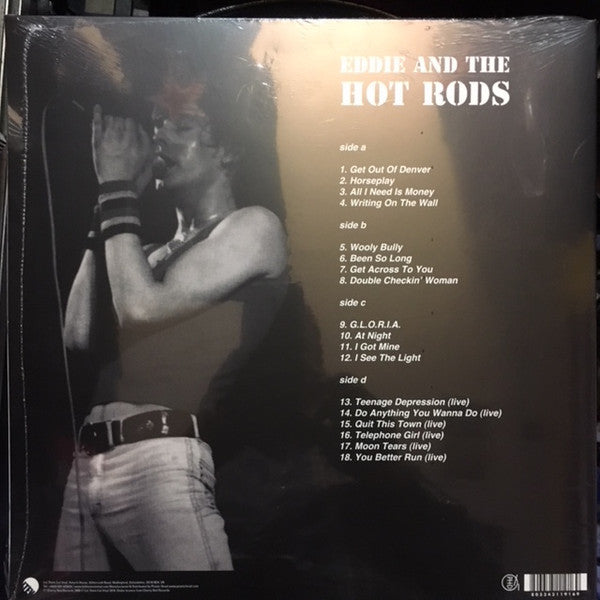 EDDIE AND THE
HOT RODS
side a
1. Get Out Of Denver
2. Horseplay
3. All I Need Is Money
4. Writing On The Wall
side b
5. Wooly Bully
6. Been So Long
7. Get Across To You
8. Double Checkin' Woman
side c
9. G.L.O.R.I.A.
10. At Night
11. I Got Mine
12. I See The Light
side d
13. Teenage Depression (live)
14. Do Anything You Wanna Do (live)
15. Quit This Town (live)
16. Telephone Girl (live)
17. Moon Tears (live)
18. You Better Run (live)